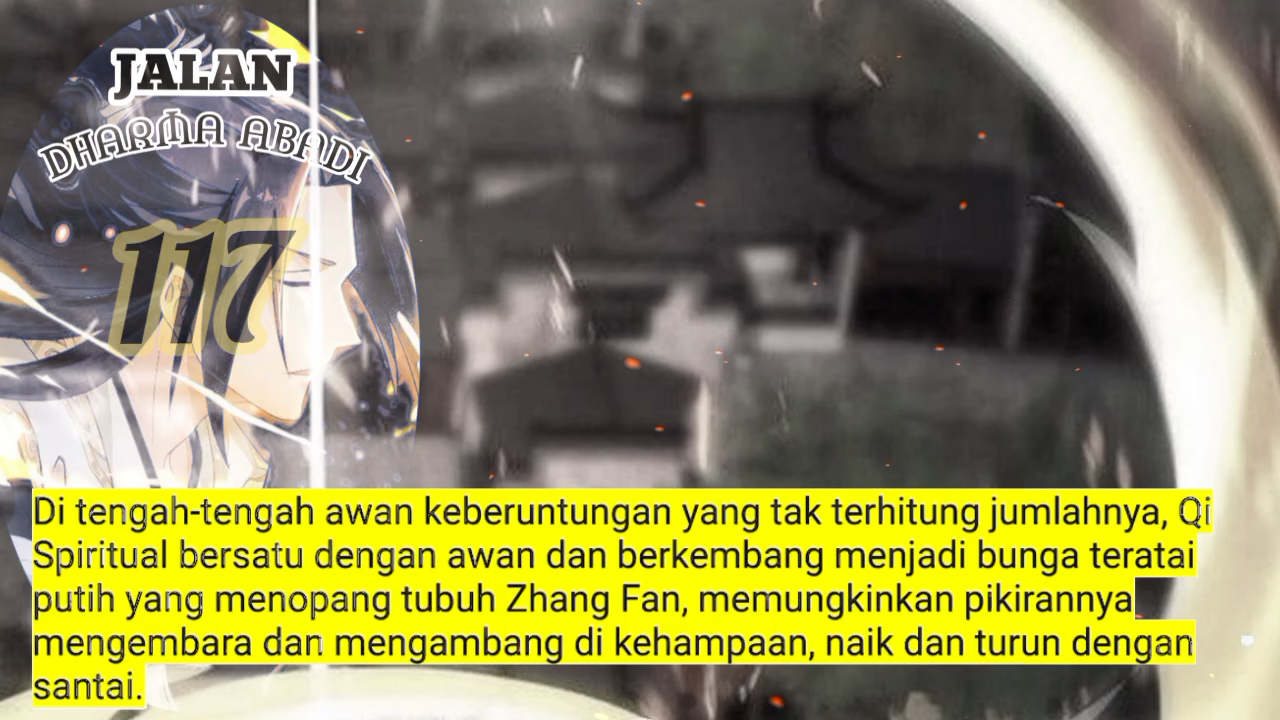 JALAN
DHARMA ABADI
117
Di tengah-tengah awan keberuntungan yang tak terhitung jumlahnya, Qi
Spiritual bersatu dengan awan dan berkembang menjadi bunga teratai
putih yang menopang tubuh Zhang Fan, memungkinkan pikirannya
mengembara dan mengambang di kehampaan, naik dan turun dengan
santai.